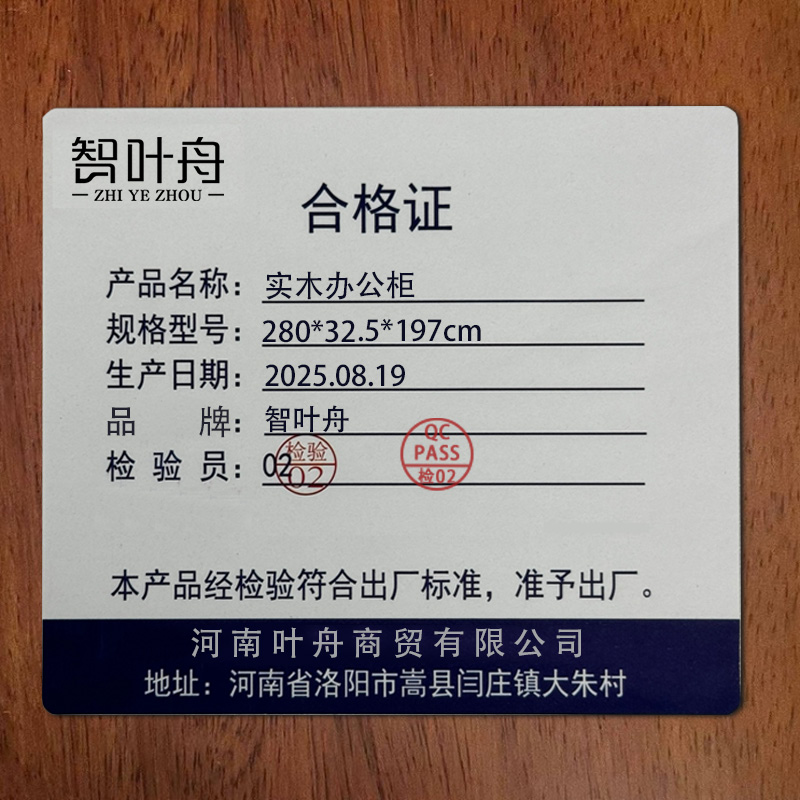 智叶舟
ZHI YE ZHOU
合格证
产品名称：实木办公柜
规格型号：280*32.5*197cm
生产日期：2025.08.19
品　　牌：智叶舟
检 验 员：02
检验
02
QC
PASS
检02
本产品经检验符合出厂标准，准予出厂。
河南叶舟商贸有限公司
地址：河南省洛阳市嵩县闫庄镇大朱村